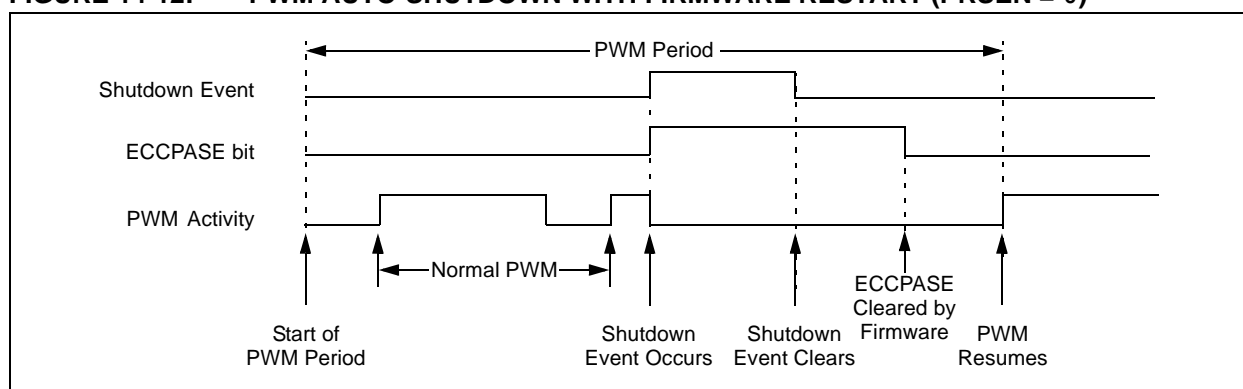 FIGURE 14-12: PWM AUTO-SHUTDOWN WITH FIRMWARE RESTART (PRSEN = 0)
PWM Period
Shutdown Event
ECCPASE bit
PWM Activity
Normal PWM
Start of
PWM Period
Shutdown
Event Occurs
Shutdown
Event Clears
ECCPASE
Cleared by
Firmware
PWM
Resumes